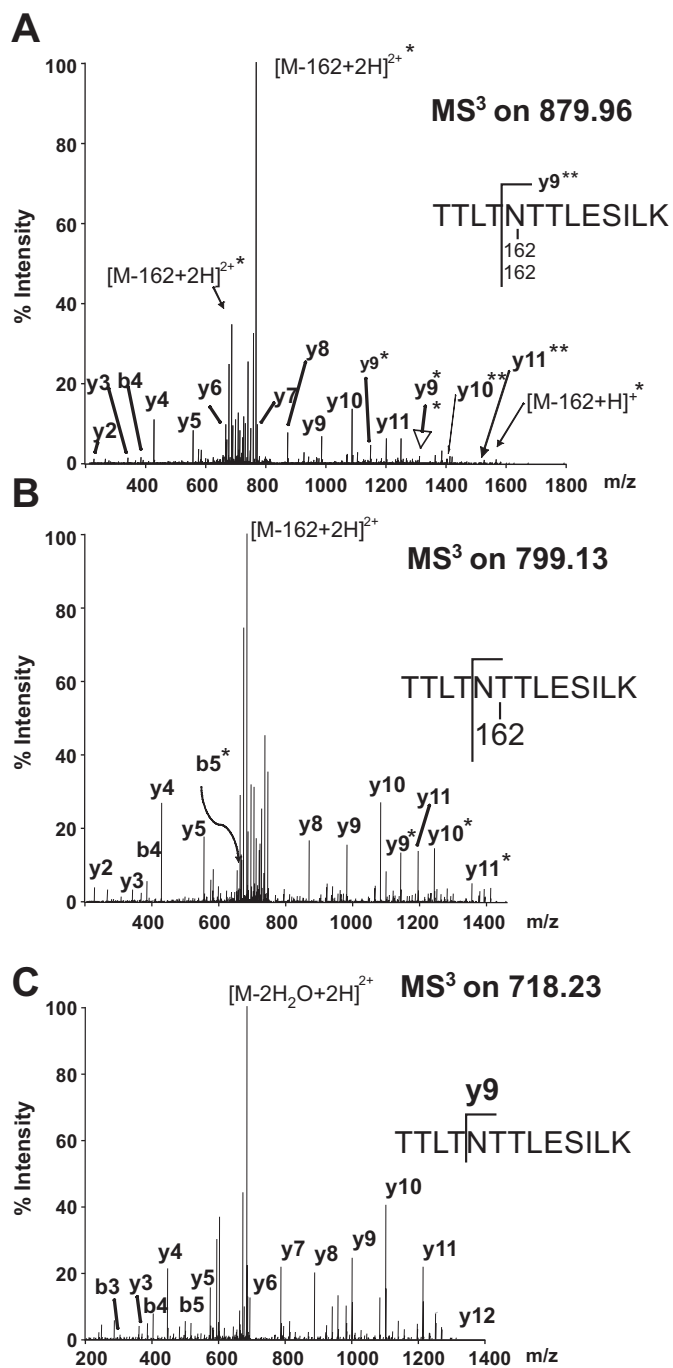 A
[M-162+2H]²⁺*
MS³ on 879.96
y9**
TTLTNTTLESILK
162
162
[M-162+2H]²⁺*
y3
b4
y2
y4
y5
y6
y7
y8
y9
y9*
y10
y11
*
y9
*
y10**
y11**
[M-162+H]⁺*
% Intensity
100
80
60
40
20
0
400
600
800
1000
1200
1400
1600
1800
m/z
B
[M-162+2H]²⁺
MS³ on 799.13
TTLTNTTLESILK
162
b5*
y4
y5
b4
y2
y3
y8
y9
y10
y9*
y11
y10*
y11*
% Intensity
100
80
60
40
20
0
400
600
800
1000
1200
1400
m/z
C
[M-2H₂O+2H]²⁺
MS³ on 718.23
y9
TTLTNTTLESILK
b3
y3
b4
y4
b5
y5
y6
y7
y8
y9
y10
y11
y12
% Intensity
100
80
60
40
20
0
200
400
600
800
1000
1200
1400
m/z